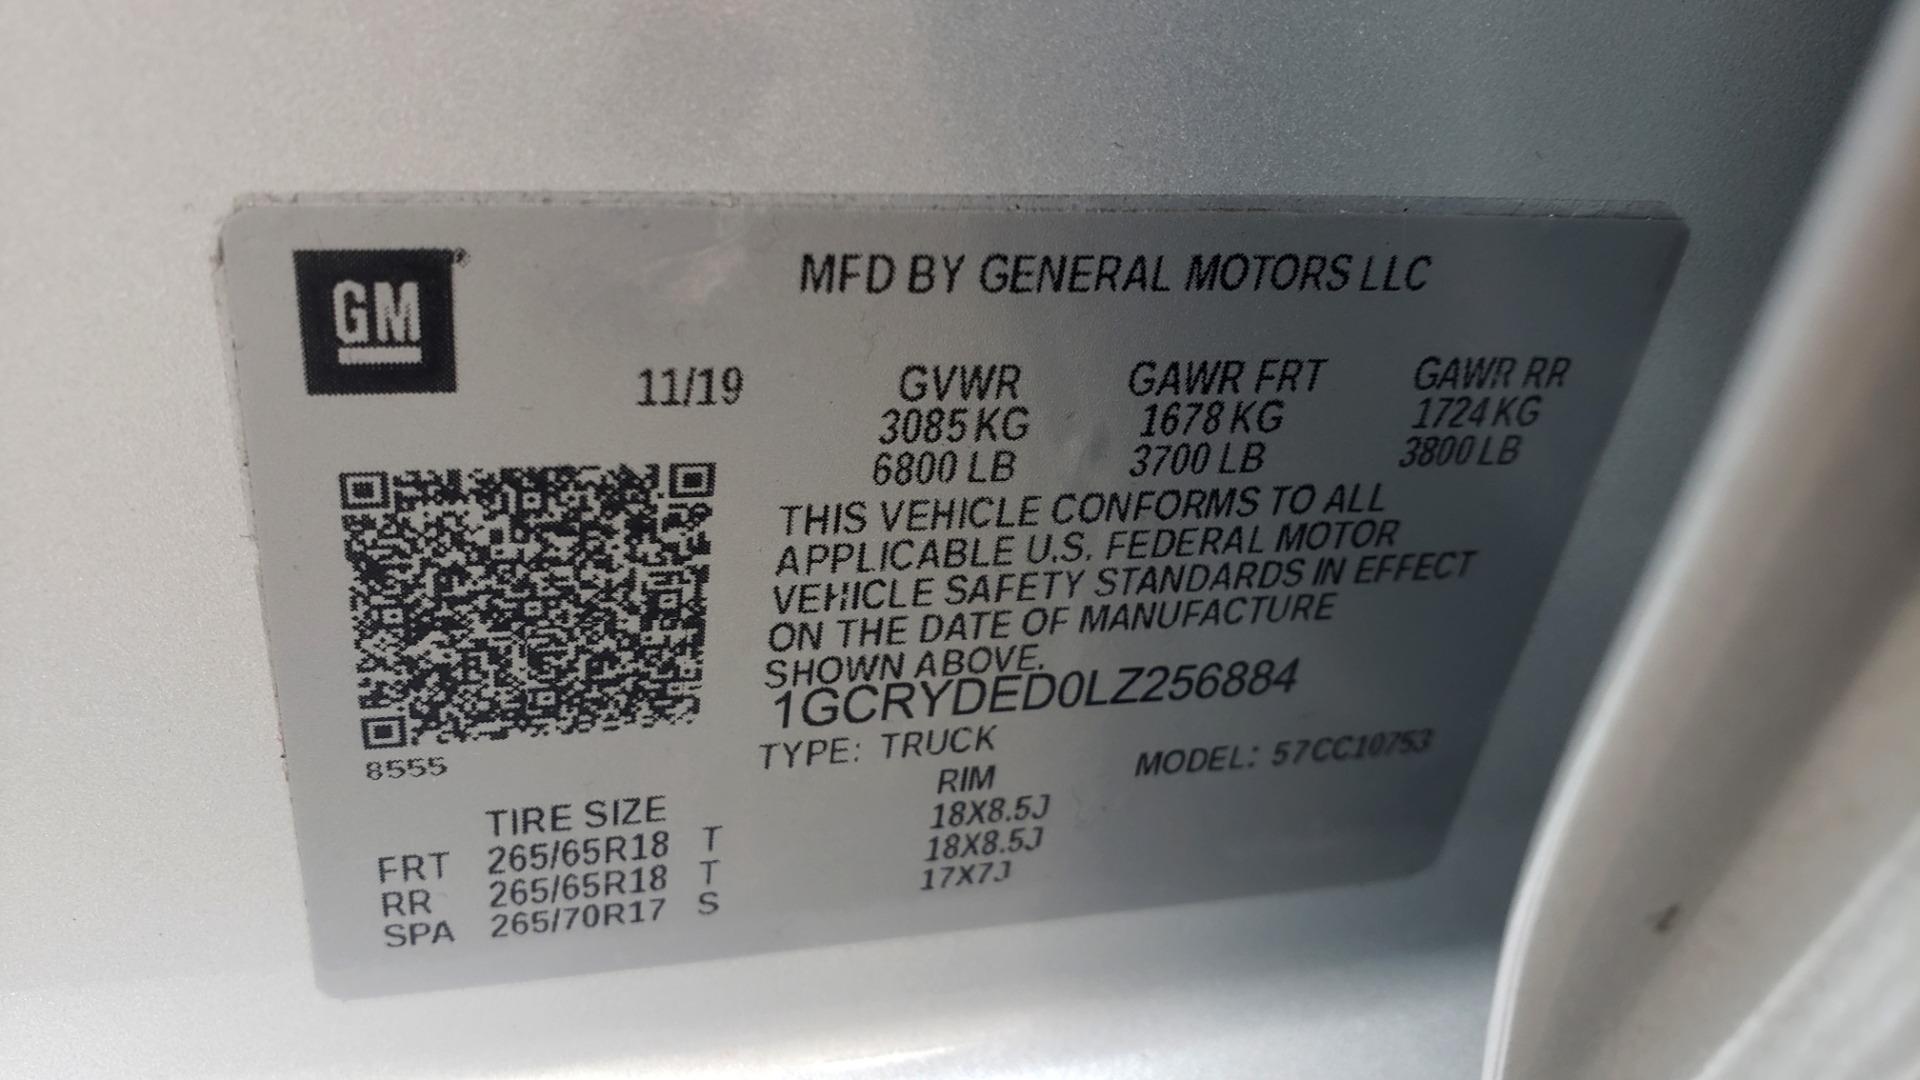 GM
MFD BY GENERAL MOTORS LLC
11/19 GVWR GAWR FRT GAWR RR
3085 KG 1678 KG 1724 KG
6800 LB 3700 LB 3800 LB
THIS VEHICLE CONFORMS TO ALL
APPLICABLE U.S. FEDERAL MOTOR
VEHICLE SAFETY STANDARDS IN EFFECT
ON THE DATE OF MANUFACTURE
SHOWN ABOVE.
1GCRYDED0LZ256884
TYPE: TRUCK MODEL: 57CC10753
8555
TIRE SIZE RIM
FRT 265/65R18 T 18X8.5J
RR 265/65R18 T 18X8.5J
SPA 265/70R17 S 17X7J